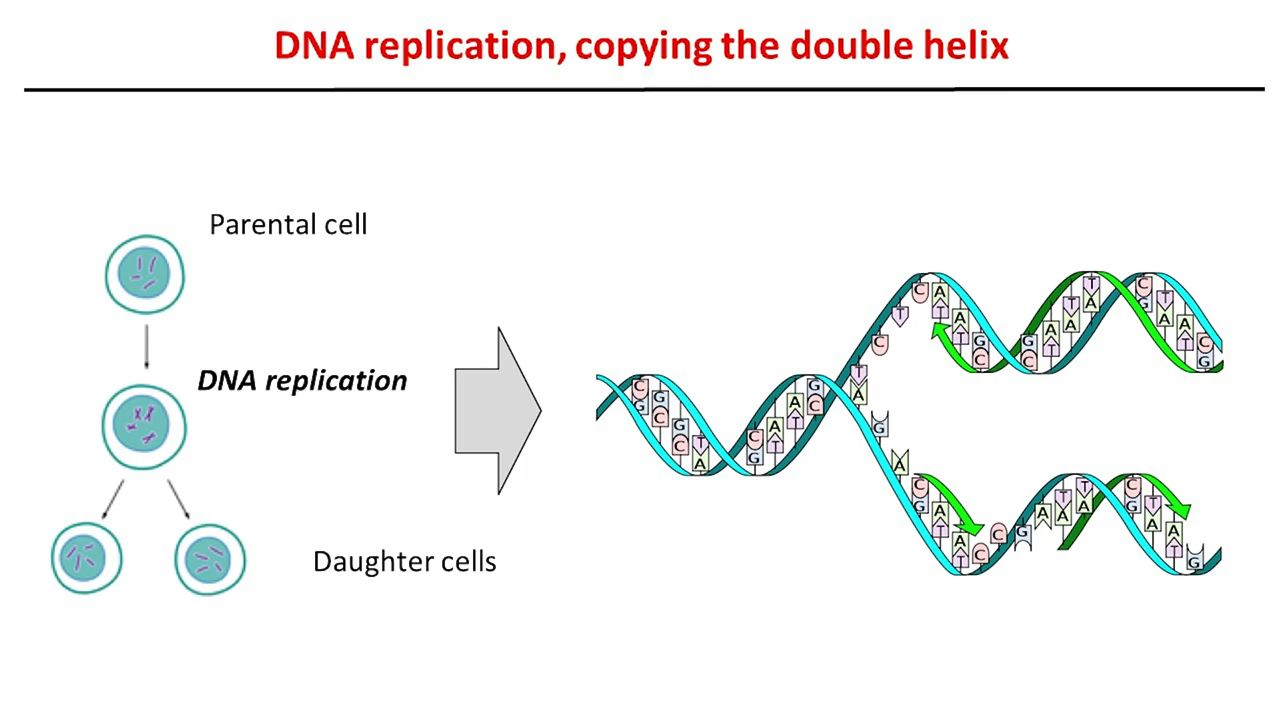 DNA replication, copying the double helix
Parental cell
DNA replication
Daughter cells
C G G C G C T A
C G A T A T G C
T A C T C A T A T G C
G C A T A T T A C G T A A T C G
G A C G A T A T C C G A T A T A
C G T A A T G